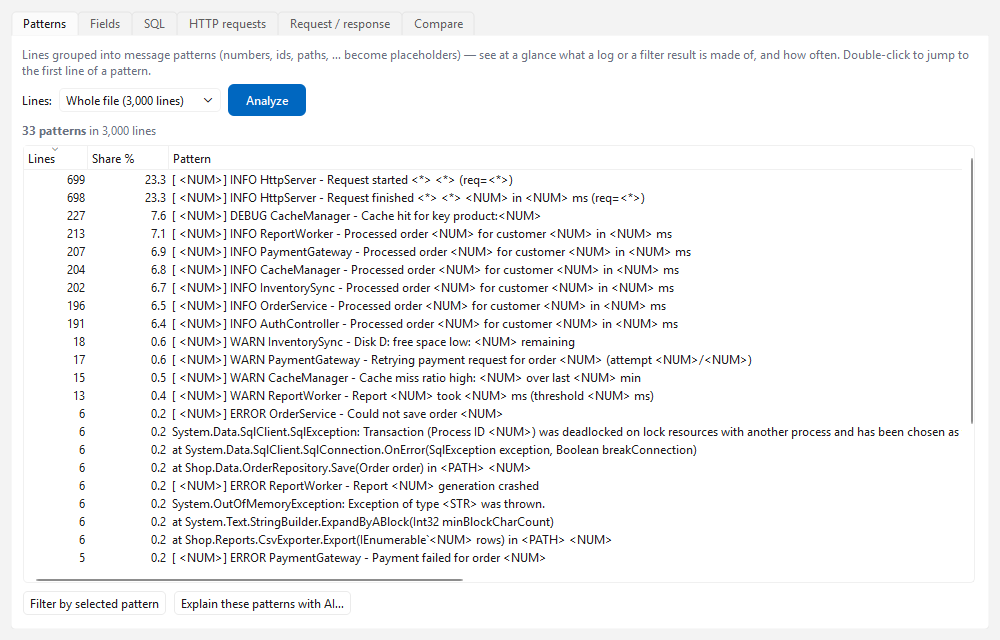 Patterns Fields SQL HTTP requests Request / response Compare
Lines grouped into message patterns (numbers, ids, paths, ... become placeholders) — see at a glance what a log or a filter result is made of, and how often. Double-click to jump to
the first line of a pattern.
Lines: Whole file (3,000 lines) Analyze
33 patterns in 3,000 lines
Lines Share % Pattern
699 23.3 [ <NUM>] INFO HttpServer - Request started <*> <*> (req=<*>)
698 23.3 [ <NUM>] INFO HttpServer - Request finished <*> <*> <NUM> in <NUM> ms (req=<*>)
227 7.6 [ <NUM>] DEBUG CacheManager - Cache hit for key product:<NUM>
213 7.1 [ <NUM>] INFO ReportWorker - Processed order <NUM> for customer <NUM> in <NUM> ms
207 6.9 [ <NUM>] INFO PaymentGateway - Processed order <NUM> for customer <NUM> in <NUM> ms
204 6.8 [ <NUM>] INFO CacheManager - Processed order <NUM> for customer <NUM> in <NUM> ms
202 6.7 [ <NUM>] INFO InventorySync - Processed order <NUM> for customer <NUM> in <NUM> ms
196 6.5 [ <NUM>] INFO OrderService - Processed order <NUM> for customer <NUM> in <NUM> ms
191 6.4 [ <NUM>] INFO AuthController - Processed order <NUM> for customer <NUM> in <NUM> ms
18 0.6 [ <NUM>] WARN InventorySync - Disk D: free space low: <NUM> remaining
17 0.6 [ <NUM>] WARN PaymentGateway - Retrying payment request for order <NUM> (attempt <NUM>/<NUM>)
15 0.5 [ <NUM>] WARN CacheManager - Cache miss ratio high: <NUM> over last <NUM> min
13 0.4 [ <NUM>] WARN ReportWorker - Report <NUM> took <NUM> ms (threshold <NUM> ms)
6 0.2 [ <NUM>] ERROR OrderService - Could not save order <NUM>
6 0.2 System.Data.SqlClient.SqlException: Transaction (Process ID <NUM>) was deadlocked on lock resources with another process and has been chosen as
6 0.2 at System.Data.SqlClient.SqlConnection.OnError(SqlException exception, Boolean breakConnection)
6 0.2 at Shop.Data.OrderRepository.Save(Order order) in <PATH> <NUM>
6 0.2 [ <NUM>] ERROR ReportWorker - Report <NUM> generation crashed
6 0.2 System.OutOfMemoryException: Exception of type <STR> was thrown.
6 0.2 at System.Text.StringBuilder.ExpandByABlock(Int32 minBlockCharCount)
6 0.2 at Shop.Reports.CsvExporter.Export(IEnumerable`<NUM> rows) in <PATH> <NUM>
5 0.2 [ <NUM>] ERROR PaymentGateway - Payment failed for order <NUM>
Filter by selected pattern Explain these patterns with AI...